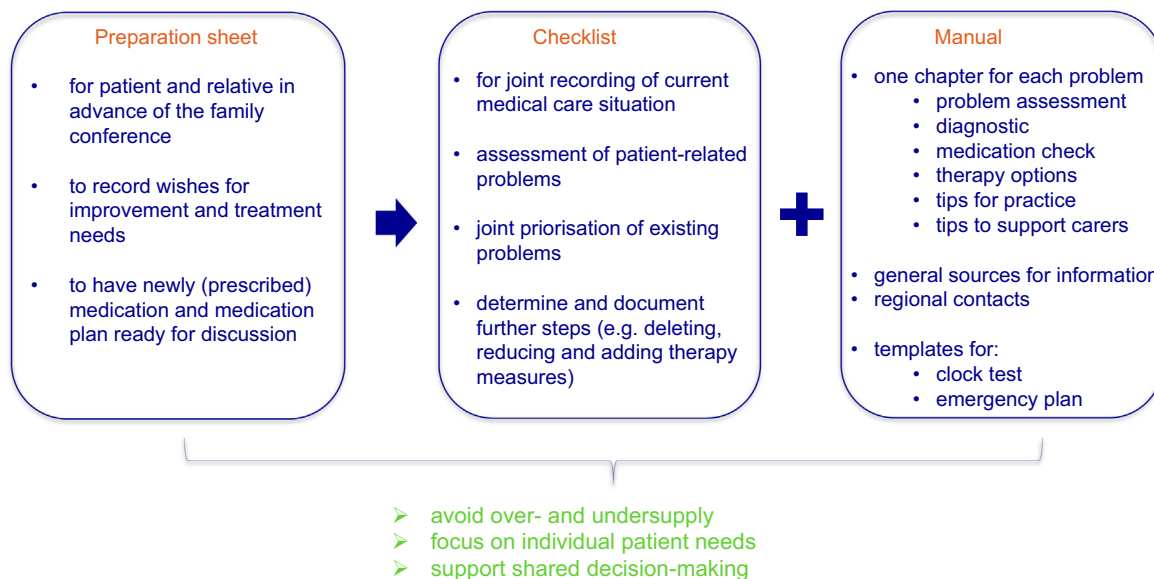 Preparation sheet
• for patient and relative in
advance of the family
conference
• to record wishes for
improvement and treatment
needs
• to have newly (prescribed)
medication and medication
plan ready for discussion
Checklist
• for joint recording of current
medical care situation
• assessment of patient-related
problems
• joint priorisation of existing
problems
• determine and document
further steps (e.g. deleting,
reducing and adding therapy
measures)
Manual
• one chapter for each problem
• problem assessment
• diagnostic
• medication check
• therapy options
• tips for practice
• tips to support carers
• general sources for information
• regional contacts
• templates for:
• clock test
• emergency plan
➢ avoid over- and undersupply
➢ focus on individual patient needs
➢ support shared decision-making